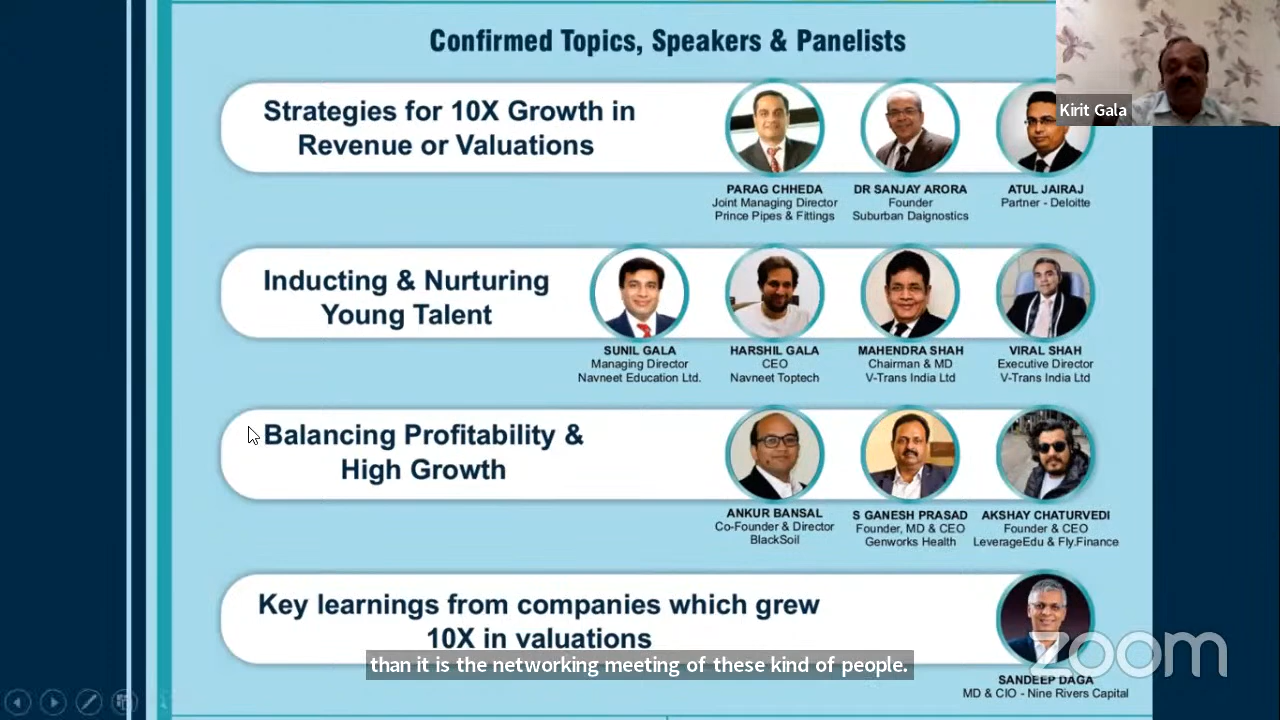 Confirmed Topics, Speakers & Panelists
Kirit Gala
Strategies for 10X Growth in
Revenue or Valuations
PARAG CHHEDA
Joint Managing Director
Prince Pipes & Fittings
DR SANJAY ARORA
Founder
Suburban Daignostics
ATUL JAIRAJ
Partner - Deloitte
Inducting & Nurturing
Young Talent
SUNIL GALA
Managing Director
Navneet Education Ltd.
HARSHIL GALA
CEO
Navneet Toptech
MAHENDRA SHAH
Chairman & MD
V-Trans India Ltd
VIRAL SHAH
Executive Director
V-Trans India Ltd
Balancing Profitability &
High Growth
ANKUR BANSAL
Co-Founder & Director
BlackSoil
S GANESH PRASAD
Founder, MD & CEO
Genworks Health
AKSHAY CHATURVEDI
Founder & CEO
LeverageEdu & Fly.Finance
Key learnings from companies which grew
10X in valuations
SANDEEP DAGA
MD & CIO - Nine Rivers Capital
than it is the networking meeting of these kind of people.
zoom